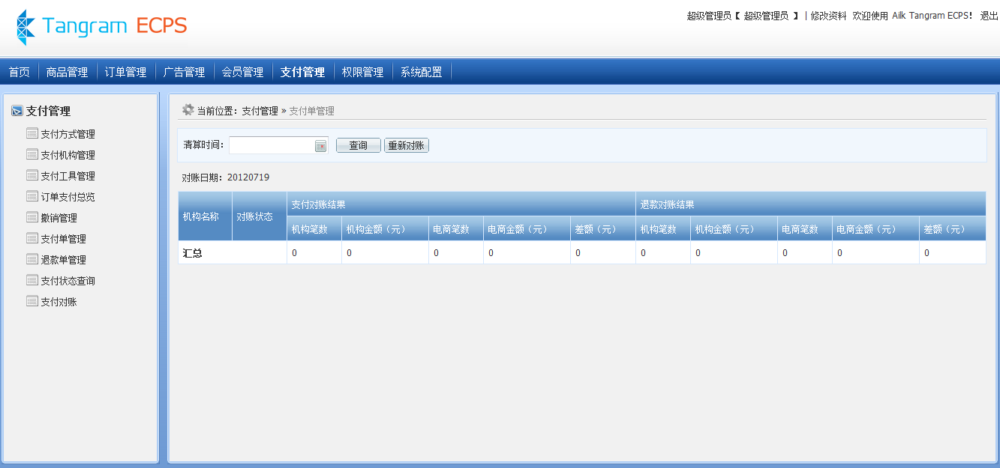 Tangram ECPS
超级管理员【 超级管理员 】 | 修改资料 欢迎使用 Ailk Tangram ECPS! 退出
首页 商品管理 订单管理 广告管理 会员管理 支付管理 权限管理 系统配置
支付管理
支付方式管理
支付机构管理
支付工具管理
订单支付总览
撤销管理
支付单管理
退款单管理
支付状态查询
支付对账
当前位置: 支付管理 » 支付单管理
清算时间: 查询 重新对账
对账日期: 20120719
机构名称 对账状态 支付对账结果 退款对账结果
机构笔数 机构金额（元） 电商笔数 电商金额（元） 差额（元） 机构笔数 机构金额（元） 电商笔数 电商金额（元） 差额（元）
汇总 0 0 0 0 0 0 0 0 0 0